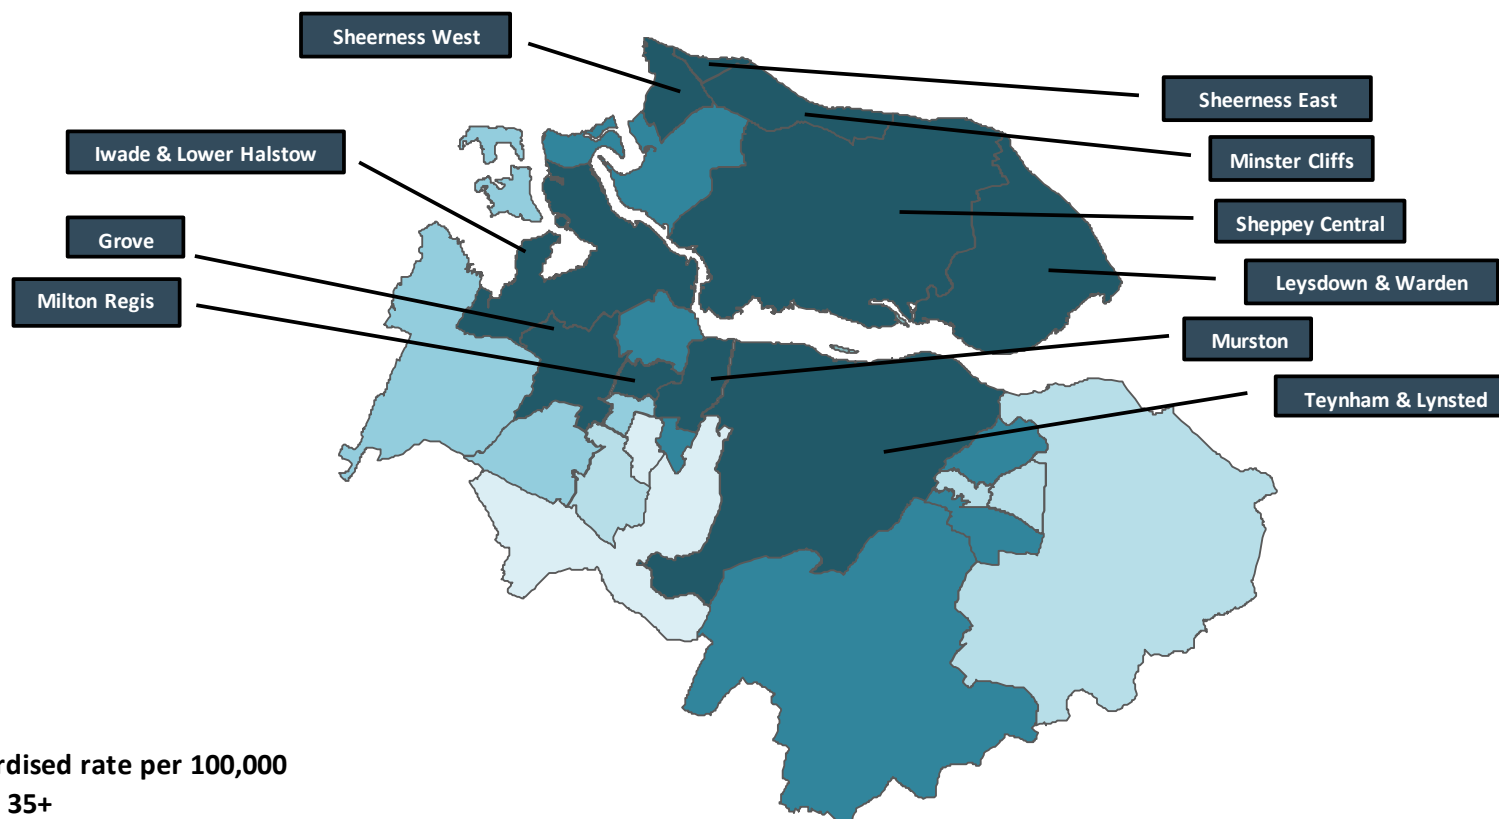 Sheerness West
Sheerness East
Iwade & Lower Halstow
Minster Cliffs
Grove
Sheppey Central
Milton Regis
Leysdown & Warden
Murston
Teynham & Lynsted
rdised rate per 100,000
35+